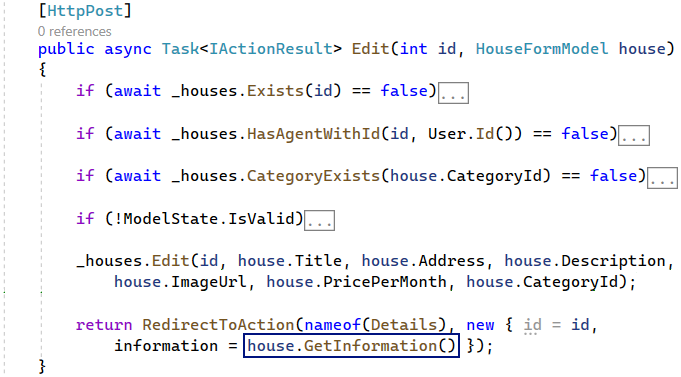 [HttpPost]
0 references
public async Task<IActionResult> Edit(int id, HouseFormModel house)
{
if (await _houses.Exists(id) == false)...
if (await _houses.HasAgentWithId(id, User.Id()) == false)...
if (await _houses.CategoryExists(house.CategoryId) == false)...
if (!ModelState.IsValid)...
_houses.Edit(id, house.Title, house.Address, house.Description,
house.ImageUrl, house.PricePerMonth, house.CategoryId);
return RedirectToAction(nameof(Details), new { id = id,
information = house.GetInformation() });
}